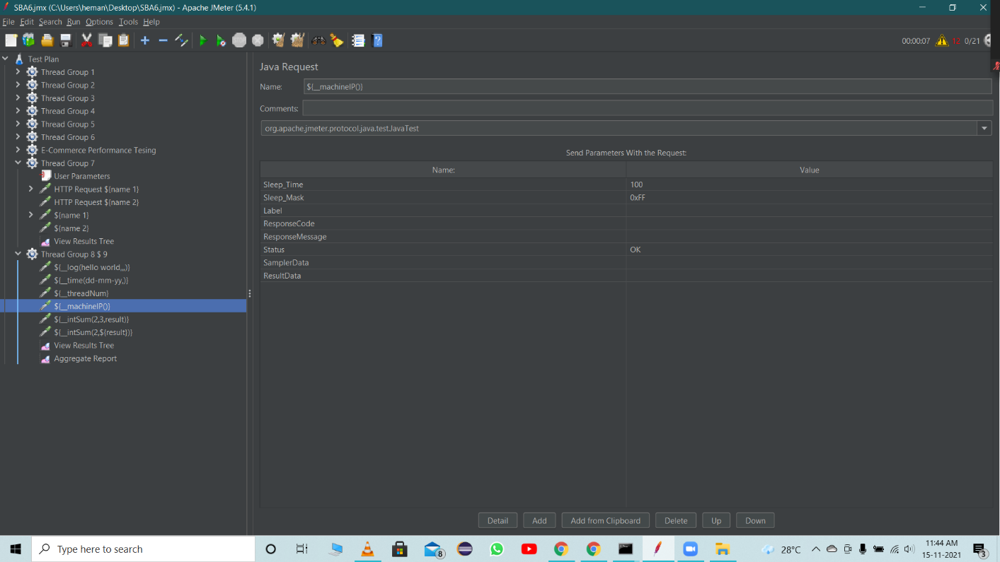 SBA6.jmx (C:\Users\heman\Desktop\SBA6.jmx) - Apache JMeter (5.4.1)
File Edit Search Run Options Tools Help
00:00:07 12 0/21
Test Plan
Thread Group 1
Thread Group 2
Thread Group 3
Thread Group 4
Thread Group 5
Thread Group 6
E-Commerce Performance Tesing
Thread Group 7
User Parameters
HTTP Request ${name 1}
HTTP Request ${name 2}
${name 1}
${name 2}
View Results Tree
Thread Group 8 $ 9
${__log(hello world,,,)}
${__time(dd-mm-yy,)}
${__threadNum}
${__machineIP()}
${__intSum(2,3,result)}
${__intSum(2,${result})}
View Results Tree
Aggregate Report
Java Request
Name: ${__machineIP()}
Comments:
org.apache.jmeter.protocol.java.test.JavaTest
Send Parameters With the Request:
Name: Value
Sleep_Time 100
Sleep_Mask 0xFF
Label
ResponseCode
ResponseMessage
Status OK
SamplerData
ResultData
Detail Add Add from Clipboard Delete Up Down
Type here to search
8
28°C
11:44 AM
15-11-2021
3